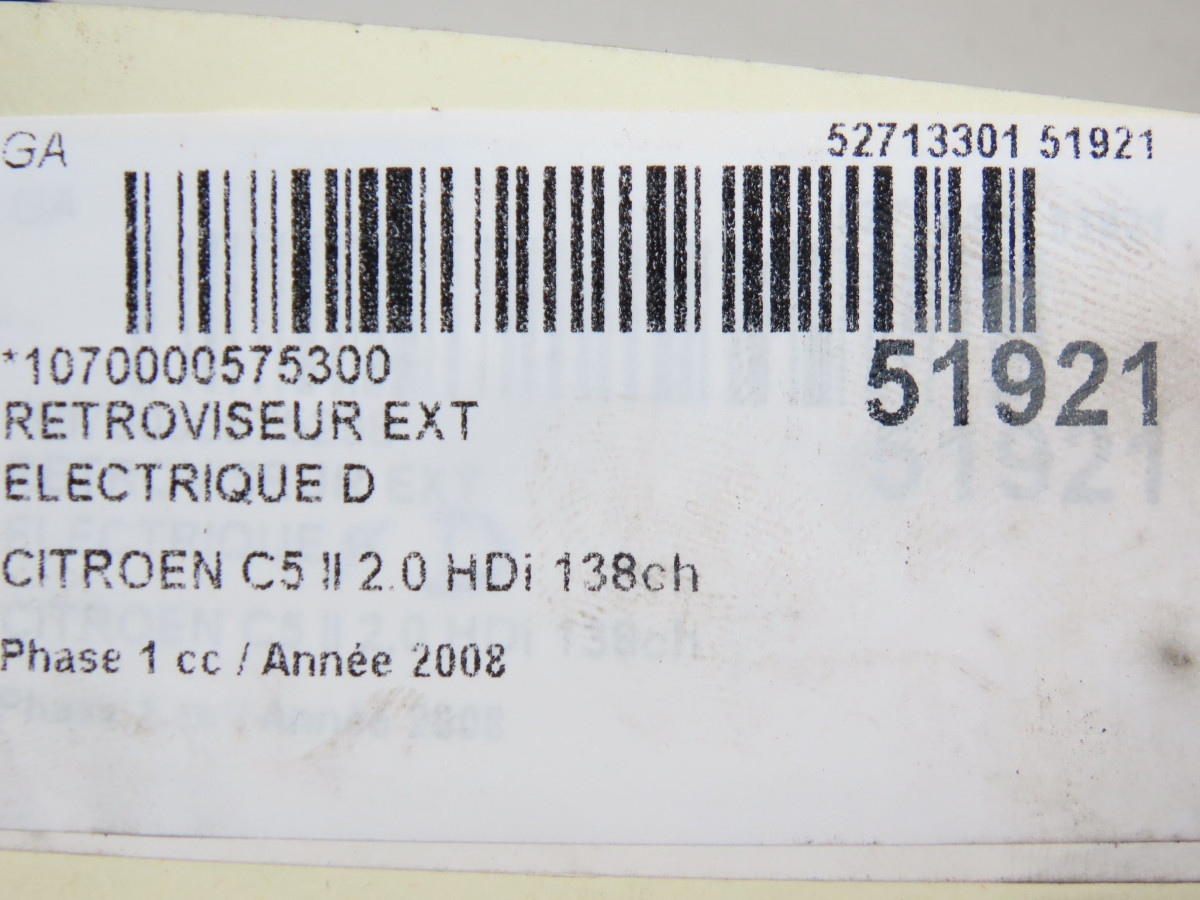 GA
52713301 51921
*1070000575300
51921
RETROVISEUR EXT
ELECTRIQUE D
CITROEN C5 II 2.0 HDi 138ch
Phase 1 cc / Année 2008